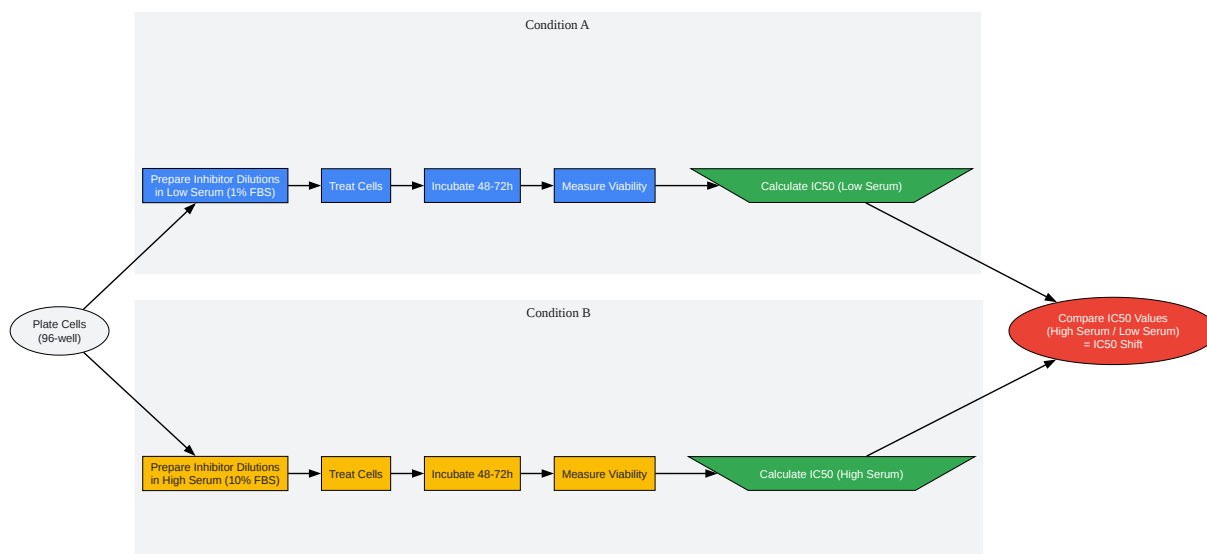 Condition A
Prepare Inhibitor Dilutions
in Low Serum (1% FBS)
Treat Cells
Incubate 48-72h
Measure Viability
Calculate IC50 (Low Serum)
Plate Cells
(96-well)
Compare IC50 Values
(High Serum / Low Serum)
= IC50 Shift
Condition B
Prepare Inhibitor Dilutions
in High Serum (10% FBS)
Treat Cells
Incubate 48-72h
Measure Viability
Calculate IC50 (High Serum)